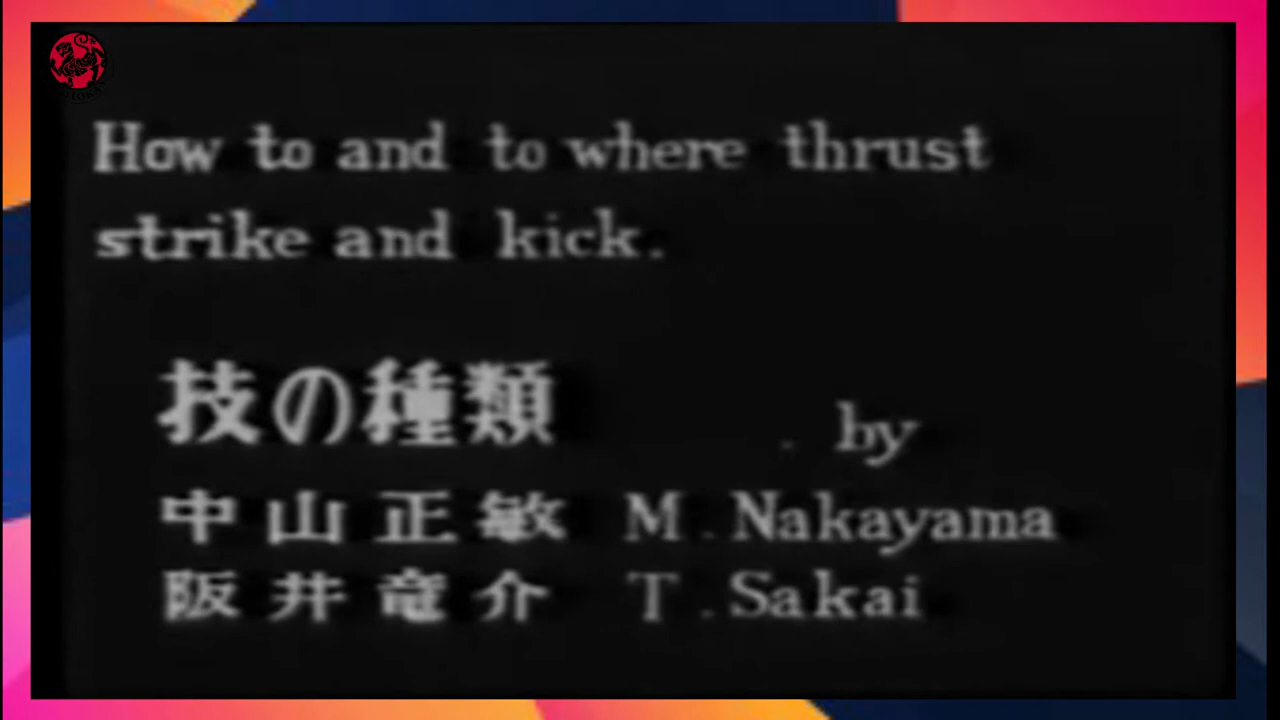 How to and to where thrust
strike and kick.
技の種類 . by
中山正敏 M. Nakayama
阪井竜介 T. Sakai